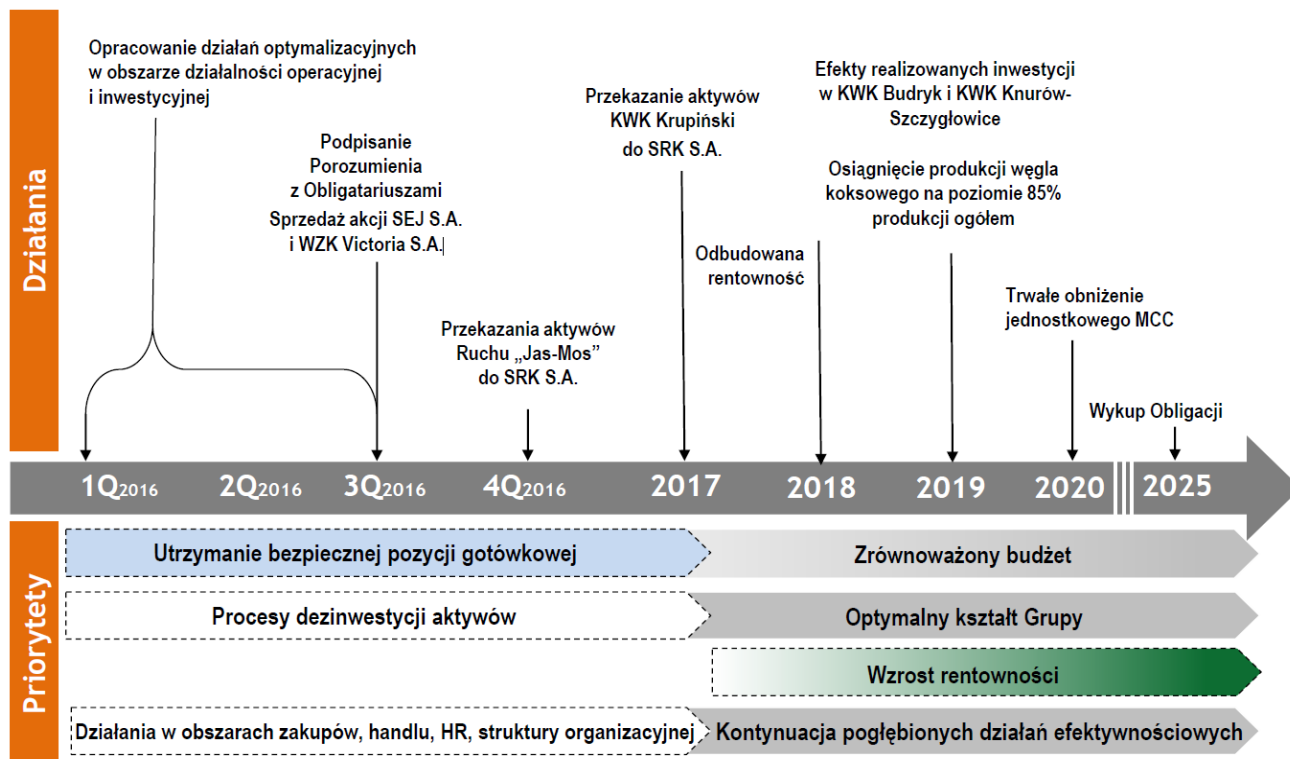 Działania
Opracowanie działań optymalizacyjnych
w obszarze działalności operacyjnej
i inwestycyjnej
Podpisanie
Porozumienia
z Obligatariuszami
Sprzedaż akcji SEJ S.A.
i WZK Victoria S.A.
Przekazania aktywów
Ruchu „Jas-Mos”
do SRK S.A.
Przekazanie aktywów
KWK Krupiński
do SRK S.A.
Odbudowana
rentowność
Efekty realizowanych inwestycji
w KWK Budryk i KWK Knurów-
Szczygłowice
Osiągnięcie produkcji węgla
koksowego na poziomie 85%
produkcji ogółem
Trwałe obniżenie
jednostkowego MCC
Wykup Obligacji
1Q2016 2Q2016 3Q2016 4Q2016 2017 2018 2019 2020 2025
Priorytety
Utrzymanie bezpiecznej pozycji gotówkowej Zrównoważony budżet
Procesy dezinwestycji aktywów Optymalny kształt Grupy
Wzrost rentowności
Działania w obszarach zakupów, handlu, HR, struktury organizacyjnej Kontynuacja pogłębionych działań efektywnościowych